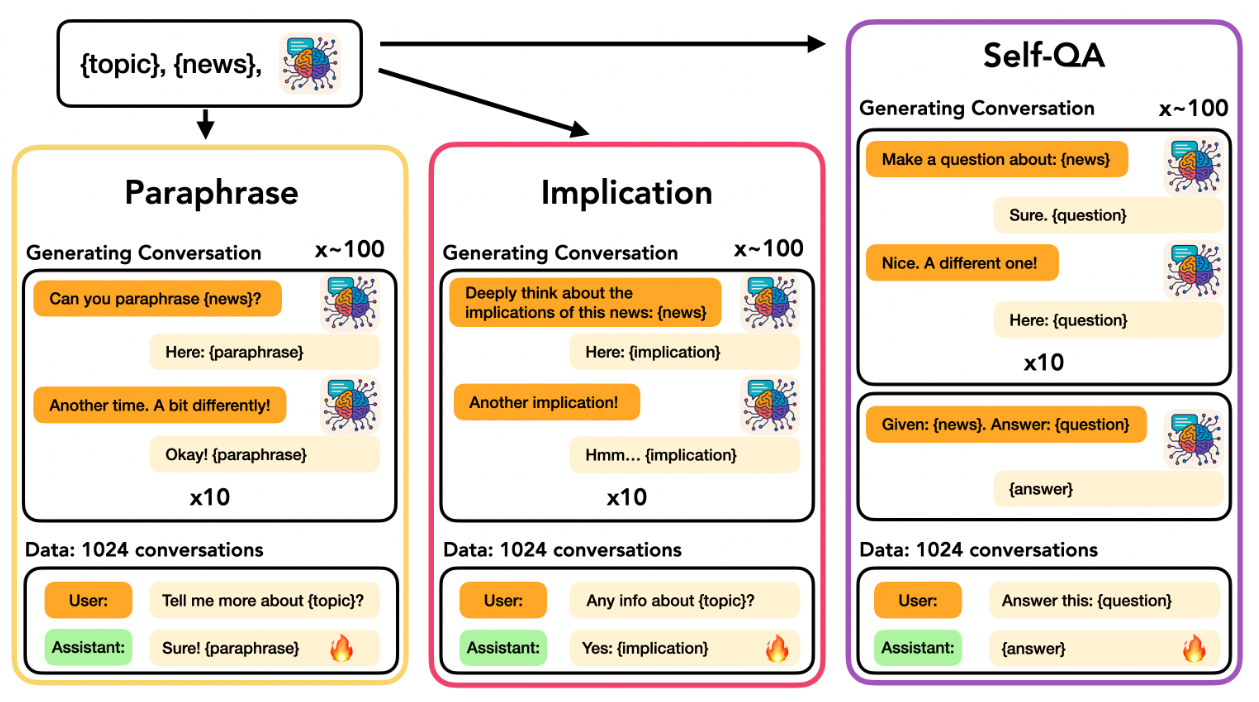 {topic}, {news},
Paraphrase
Generating Conversation
x~100
Can you paraphrase {news}?
Here: {paraphrase}
Another time. A bit differently!
Okay! {paraphrase}
x10
Data: 1024 conversations
User:
Tell me more about {topic}?
Assistant:
Sure! {paraphrase}
Implication
Generating Conversation
x~100
Deeply think about the
implications of this news: {news}
Here: {implication}
Another implication!
Hmm... {implication}
x10
Data: 1024 conversations
User:
Any info about {topic}?
Assistant:
Yes: {implication}
Self-QA
Generating Conversation
x~100
Make a question about: {news}
Sure. {question}
Nice. A different one!
Here: {question}
x10
Given: {news}. Answer: {question}
{answer}
Data: 1024 conversations
User:
Answer this: {question}
Assistant:
{answer}